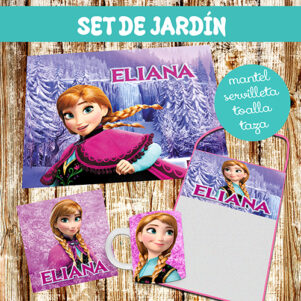 SET DE JARDÍN
ELIANA
mantel
servilleta
toalla
taza
ELIANA
ELIANA